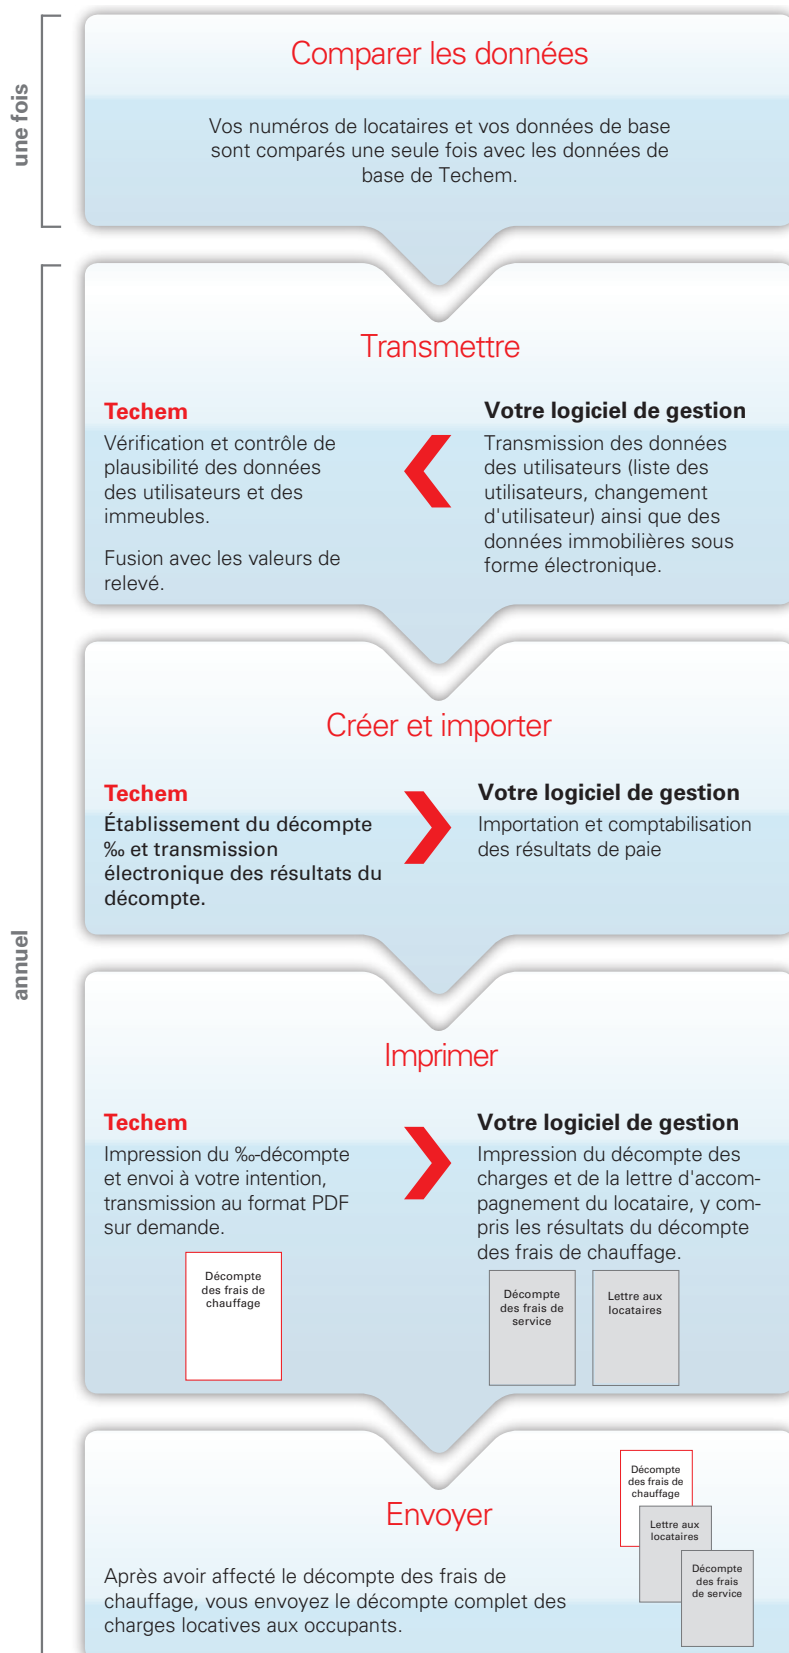 une fois
Comparer les données
Vos numéros de locataires et vos données de base
sont comparés une seule fois avec les données de
base de Techem.
annuel
Transmettre
Techem
Vérification et contrôle de
plausibilité des données
des utilisateurs et des
immeubles.
Fusion avec les valeurs de
relevé.
Votre logiciel de gestion
Transmission des données
des utilisateurs (liste des
utilisateurs, changement
d'utilisateur) ainsi que des
données immobilières sous
forme électronique.
Créer et importer
Techem
Établissement du décompte
‰ et transmission
électronique des résultats du
décompte.
Votre logiciel de gestion
Importation et comptabilisation
des résultats de paie
Imprimer
Techem
Impression du ‰-décompte
et envoi à votre intention,
transmission au format PDF
sur demande.
Décompte
des frais de
chauffage
Votre logiciel de gestion
Impression du décompte des
charges et de la lettre d'accom-
pagnement du locataire, y com-
pris les résultats du décompte
des frais de chauffage.
Décompte
des frais de
service
Lettre aux
locataires
Envoyer
Après avoir affecté le décompte des frais de
chauffage, vous envoyez le décompte complet des
charges locatives aux occupants.
Décompte
des frais de
chauffage
Lettre aux
locataires
Décompte
des frais
de service